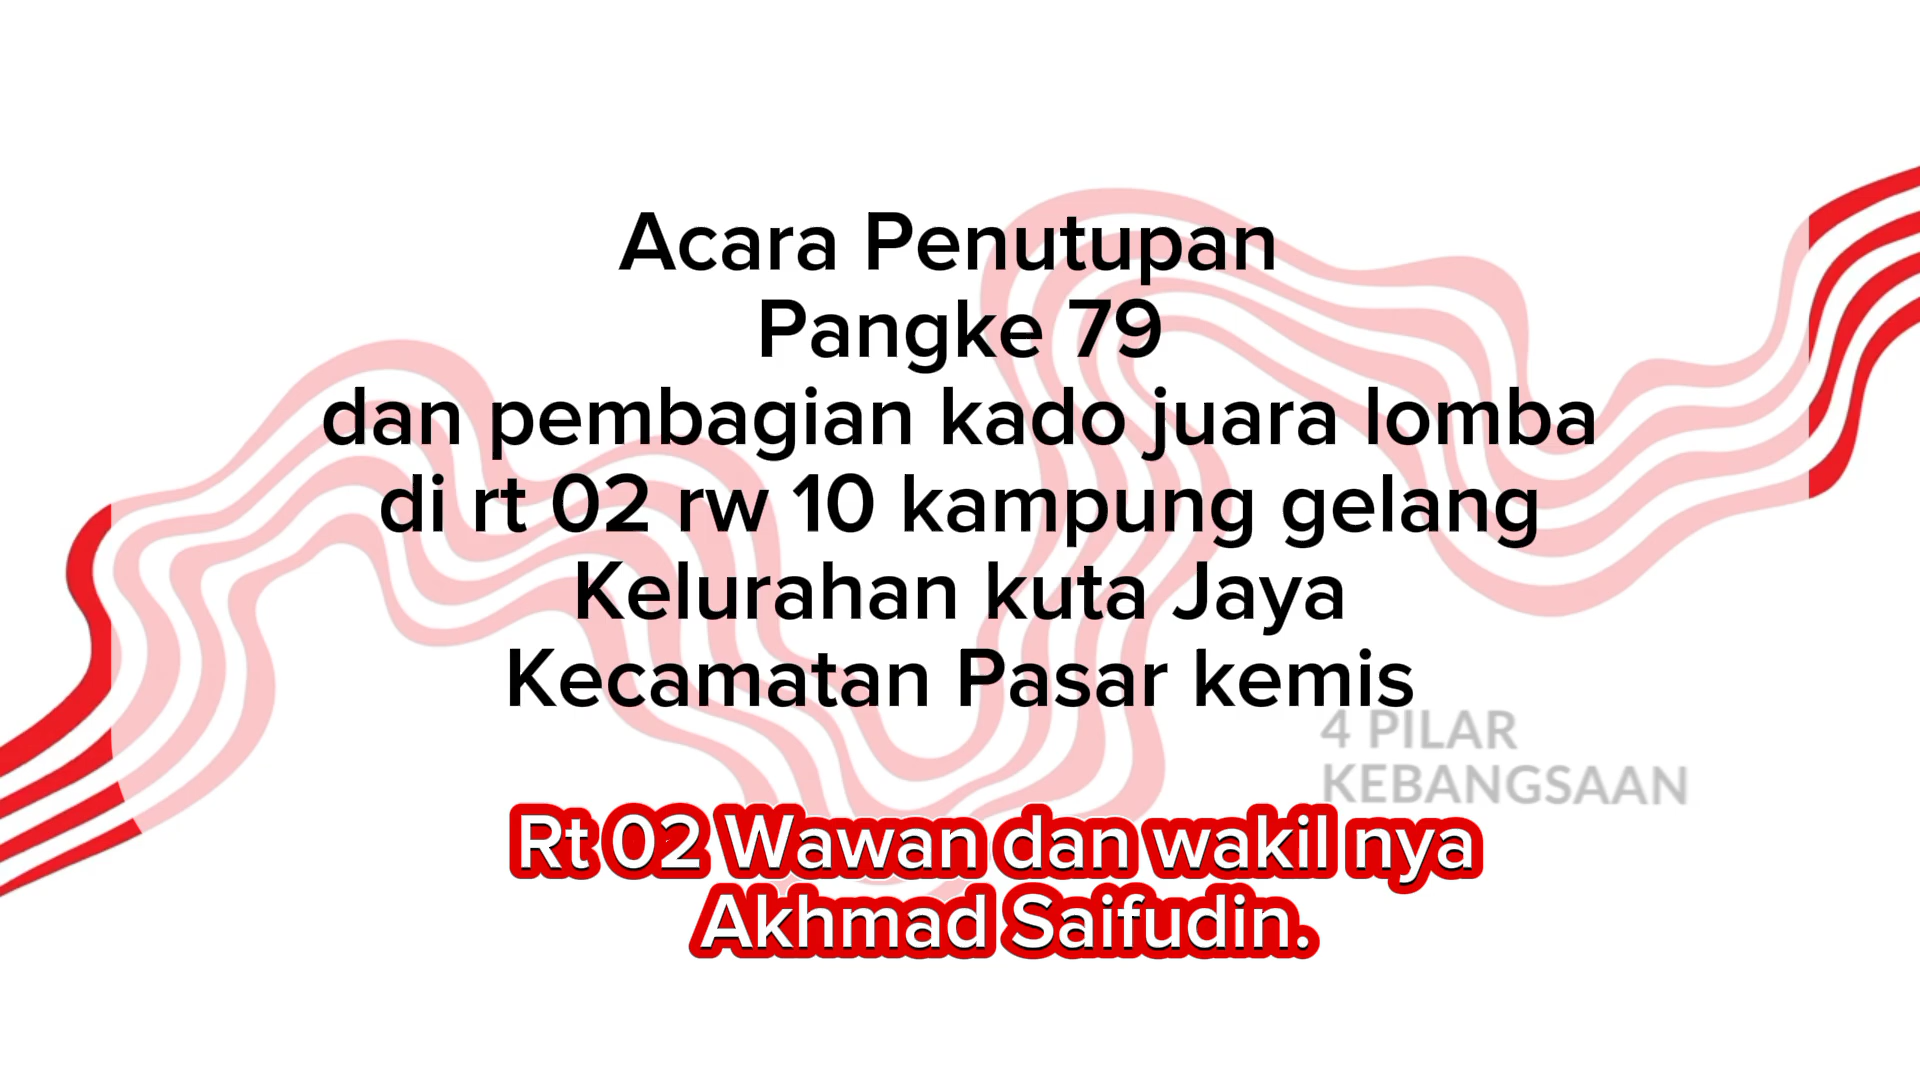 Acara Penutupan
Pangke 79
dan pembagian kado juara lomba
di rt 02 rw 10 kampung gelang
Kelurahan kuta Jaya
Kecamatan Pasar kemis
4 PILAR
KEBANGSAAN
Rt 02 Wawan dan wakil nya
Akhmad Saifudin.